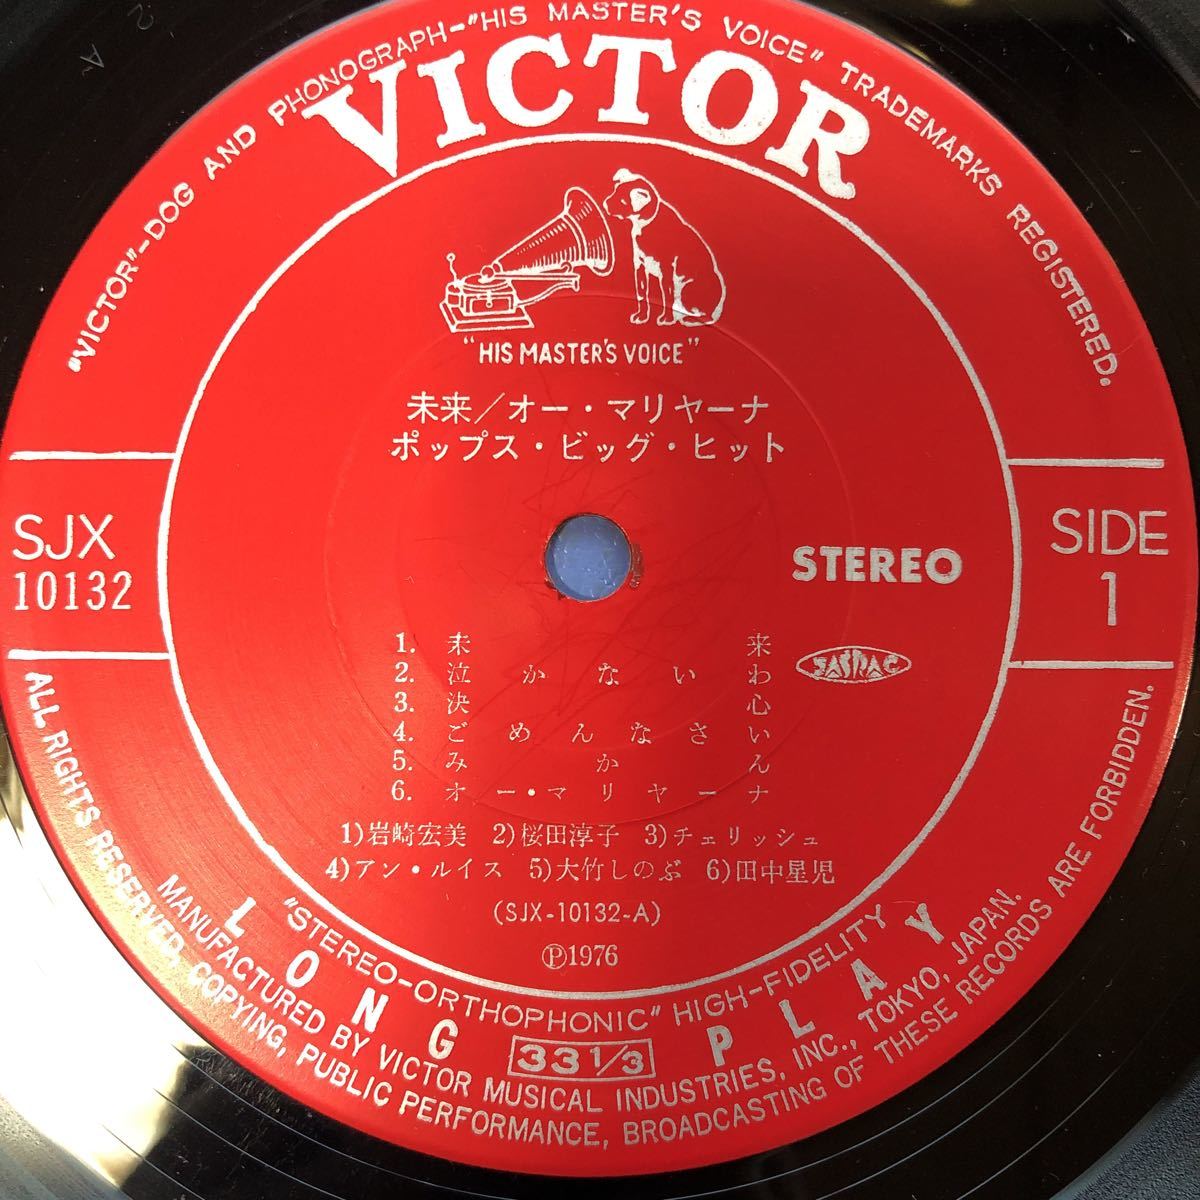 "VICTOR"-DOG AND PHONOGRAPH-"HIS MASTER'S VOICE" TRADEMARKS REGISTERED.
VICTOR
"HIS MASTER'S VOICE"
未来／オー・マリヤーナ
ポップス・ビッグ・ヒット
SJX
10132
STEREO
SIDE
1
JASRAC
1. 未来
2. 泣かないわ
3. 決心
4. ごめんなさい
5. みかん
6. オー・マリヤーナ
1)岩崎宏美 2)桜田淳子 3)チェリッシュ
4)アン・ルイス 5)大竹しのぶ 6)田中星児
(SJX-10132-A)
Ⓟ1976
"STEREO-ORTHOPHONIC" HIGH-FIDELITY
LONG 33 1/3 PLAY
MANUFACTURED BY VICTOR MUSICAL INDUSTRIES, INC., TOKYO, JAPAN.
ALL RIGHTS RESERVED, COPYING, PUBLIC PERFORMANCE, BROADCASTING OF THESE RECORDS ARE FORBIDDEN.
2 A